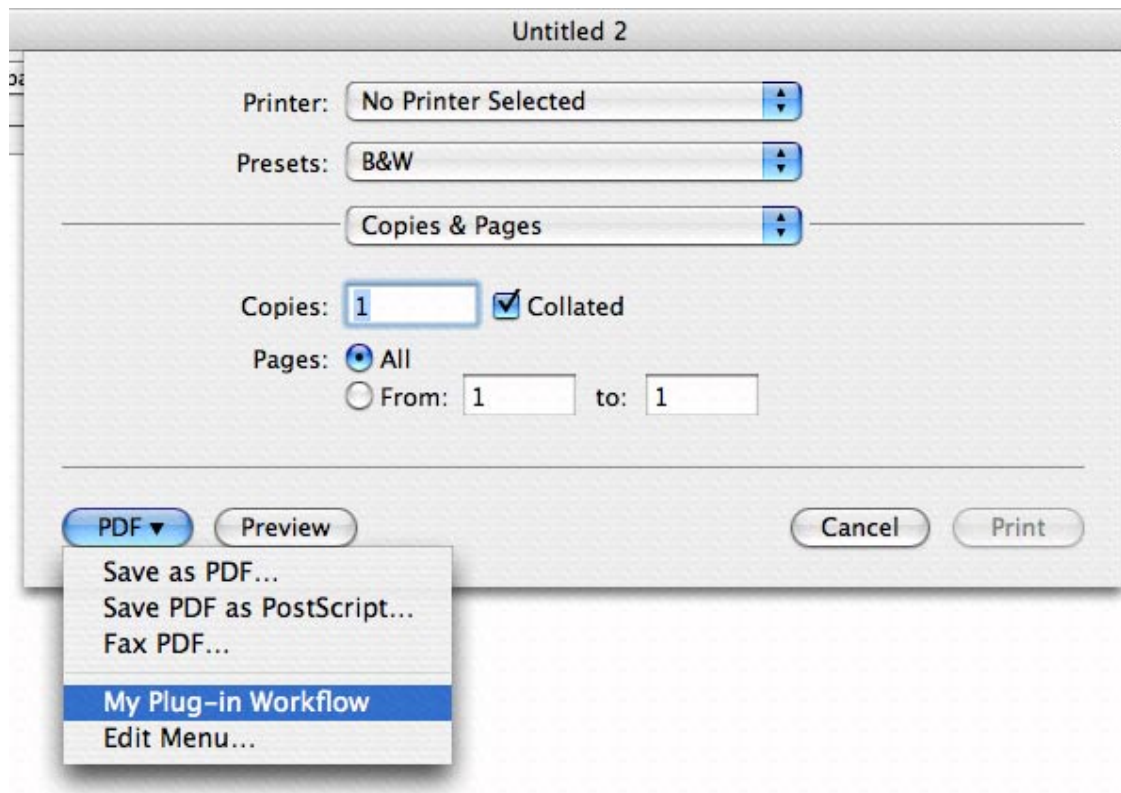 Untitled 2
Printer: No Printer Selected
Presets: B&W
Copies & Pages
Copies: 1 Collated
Pages: All
From: 1 to: 1
PDF ▼ Preview Cancel Print
Save as PDF...
Save PDF as PostScript...
Fax PDF...
My Plug-in Workflow
Edit Menu...